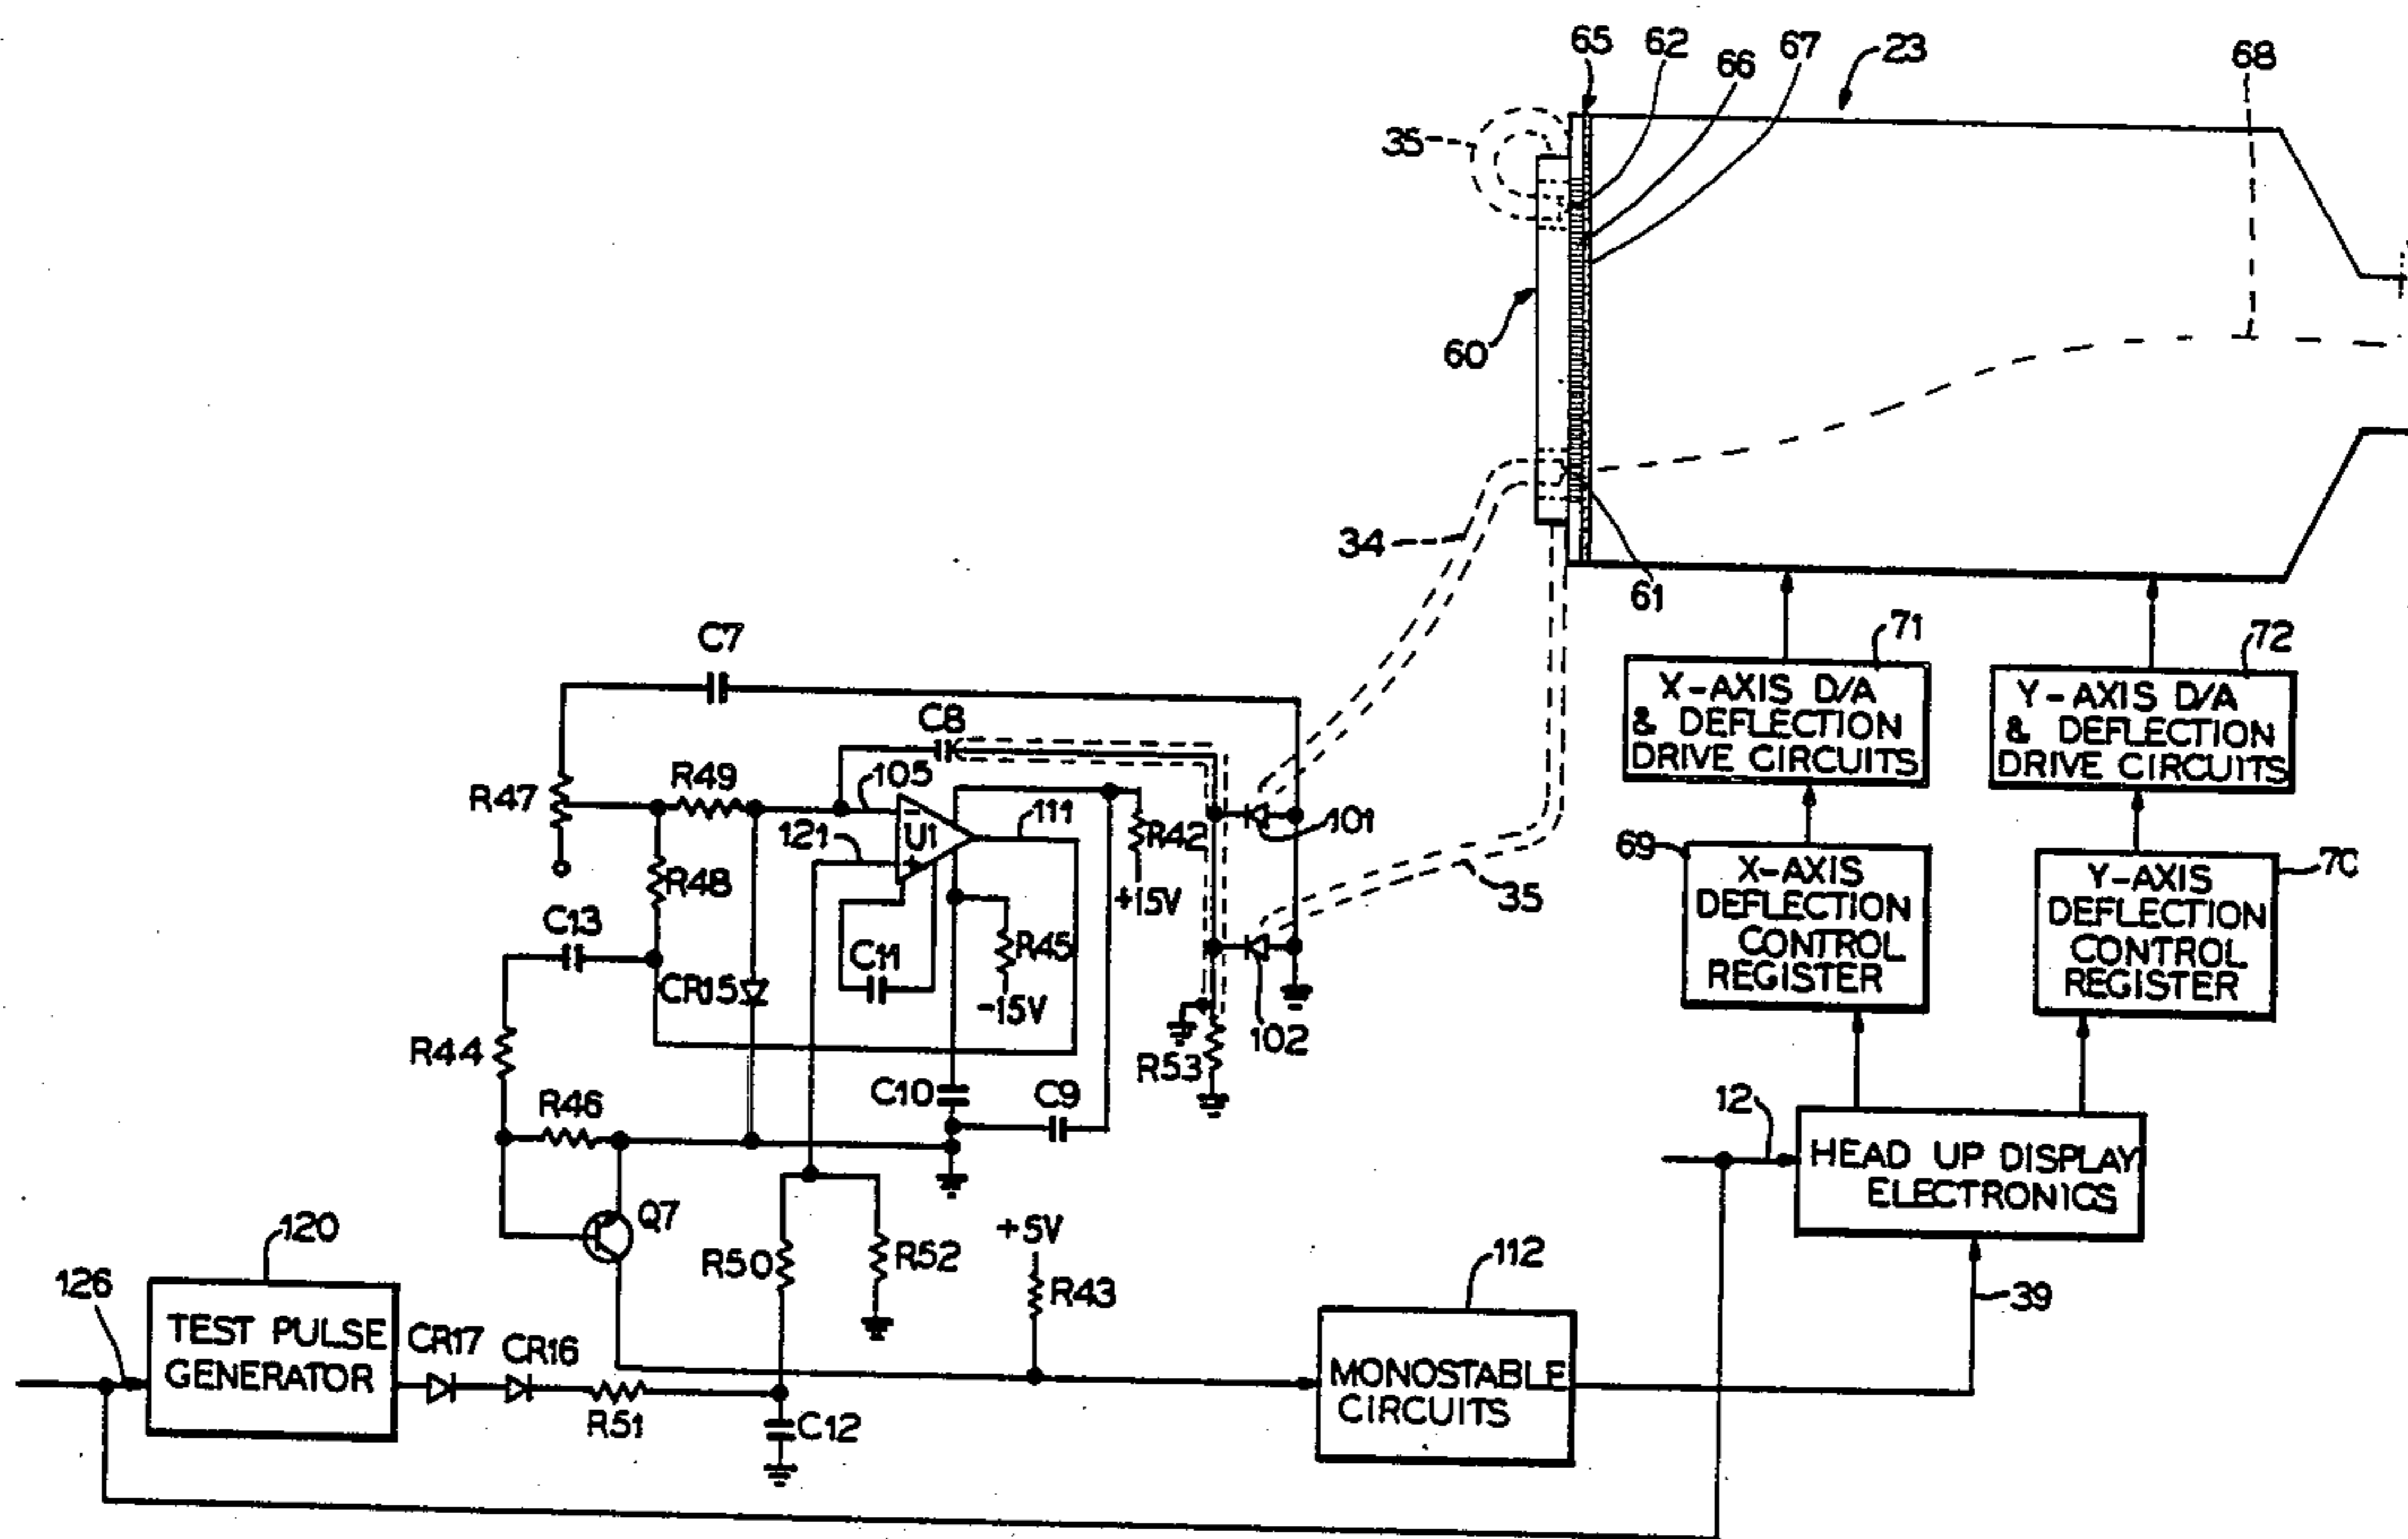 65
62
66
67
23
68
35
60
34
61
71
72
X-AXIS D/A
& DEFLECTION
DRIVE CIRCUITS
Y-AXIS D/A
& DEFLECTION
DRIVE CIRCUITS
C7
C8
R47
R49
105
U1
111
R42
101
121
R48
+15V
69
70
X-AXIS
DEFLECTION
CONTROL
REGISTER
Y-AXIS
DEFLECTION
CONTROL
REGISTER
35
C13
C11
R45
CR15
-15V
102
R44
R53
C10
C9
R46
12
HEAD UP DISPLAY
ELECTRONICS
Q7
120
R50
R52
+5V
R43
112
39
126
TEST PULSE
GENERATOR
CR17
CR16
R51
C12
MONOSTABLE
CIRCUITS